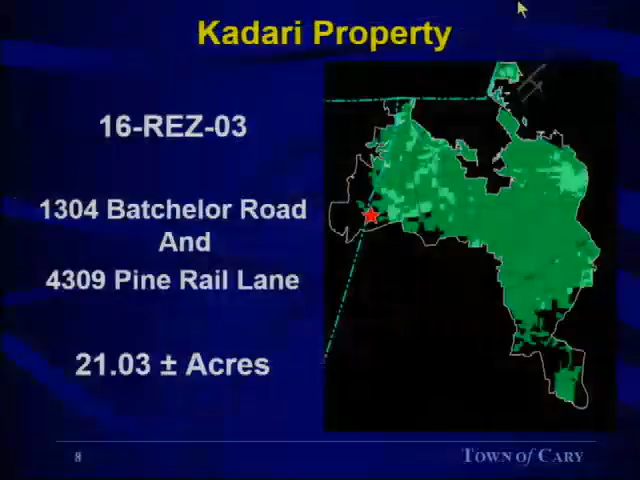 Kadari Property
16-REZ-03
1304 Batchelor Road
And
4309 Pine Rail Lane
21.03 ± Acres
8
TOWN of CARY